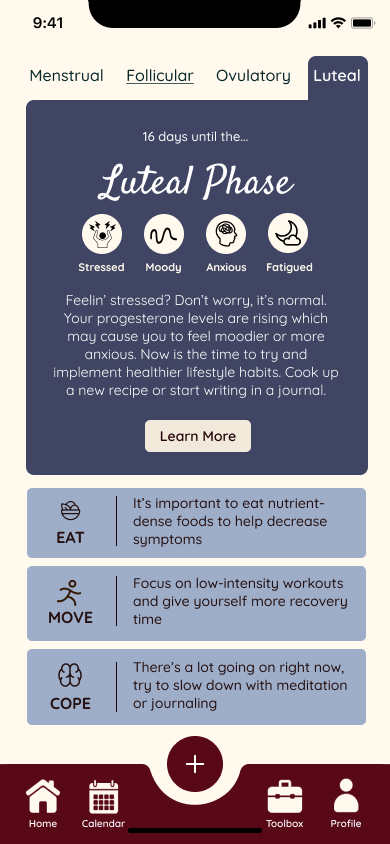 9:41
Menstrual Follicular Ovulatory Luteal
16 days until the...
Luteal Phase
Stressed Moody Anxious Fatigued
Feelin’ stressed? Don’t worry, it’s normal.
Your progesterone levels are rising which
may cause you to feel moodier or more
anxious. Now is the time to try and
implement healthier lifestyle habits. Cook up
a new recipe or start writing in a journal.
Learn More
EAT
It’s important to eat nutrient-
dense foods to help decrease
symptoms
MOVE
Focus on low-intensity workouts
and give yourself more recovery
time
COPE
There’s a lot going on right now,
try to slow down with meditation
or journaling
Home Calendar Toolbox Profile